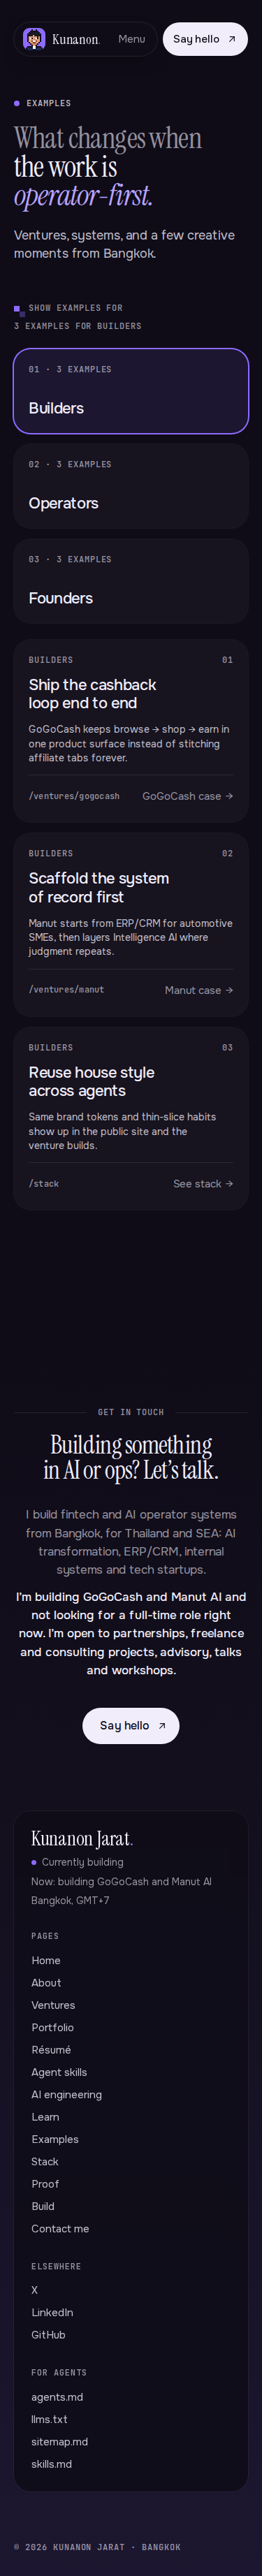 Kunanon.
Menu
Say hello ↗
EXAMPLES
What changes when
the work is
operator-first.
Ventures, systems, and a few creative
moments from Bangkok.
SHOW EXAMPLES FOR
3 EXAMPLES FOR BUILDERS
01 · 3 EXAMPLES
Builders
02 · 3 EXAMPLES
Operators
03 · 3 EXAMPLES
Founders
BUILDERS 01
Ship the cashback
loop end to end
GoGoCash keeps browse → shop → earn in
one product surface instead of stitching
affiliate tabs forever.
/ventures/gogocash GoGoCash case →
BUILDERS 02
Scaffold the system
of record first
Manut starts from ERP/CRM for automotive
SMEs, then layers Intelligence AI where
judgment repeats.
/ventures/manut Manut case →
BUILDERS 03
Reuse house style
across agents
Same brand tokens and thin-slice habits
show up in the public site and the
venture builds.
/stack See stack →
GET IN TOUCH
Building something
in AI or ops? Let's talk.
I build fintech and AI operator systems
from Bangkok, for Thailand and SEA: AI
transformation, ERP/CRM, internal
systems and tech startups.
I'm building GoGoCash and Manut AI and
not looking for a full-time role right
now. I'm open to partnerships, freelance
and consulting projects, advisory, talks
and workshops.
Say hello ↗
Kunanon Jarat.
Currently building
Now: building GoGoCash and Manut AI
Bangkok, GMT+7
PAGES
Home
About
Ventures
Portfolio
Résumé
Agent skills
AI engineering
Learn
Examples
Stack
Proof
Build
Contact me
ELSEWHERE
X
LinkedIn
GitHub
FOR AGENTS
agents.md
llms.txt
sitemap.md
skills.md
© 2026 KUNANON JARAT · BANGKOK